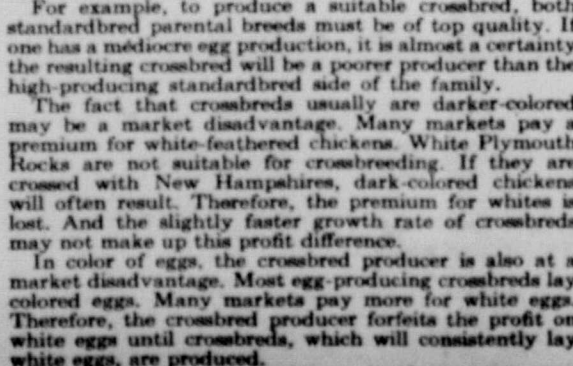 For example, to produce a suitable crossbred, both
standardbred parental breeds must be of top quality. If
one has a mediocre egg production, it is almost a certainty
the resulting crossbred will be a poorer producer than the
high-producing standardbred side of the family.
The fact that crossbreds usually are darker-colored
may be a market disadvantage. Many markets pay a
premium for white-feathered chickens. White Plymouth
Rocks are not suitable for crossbreeding. If they are
crossed with New Hampshires, dark-colored chickens
will often result. Therefore, the premium for whites is
lost. And the slightly faster growth rate of crossbreds
may not make up this profit difference.
In color of eggs, the crossbred producer is also at a
market disadvantage. Most egg-producing crossbreds lay
colored eggs. Many markets pay more for white eggs.
Therefore, the crossbred producer forfeits the profit on
white eggs until crossbreds, which will consistently lay
white eggs, are produced.